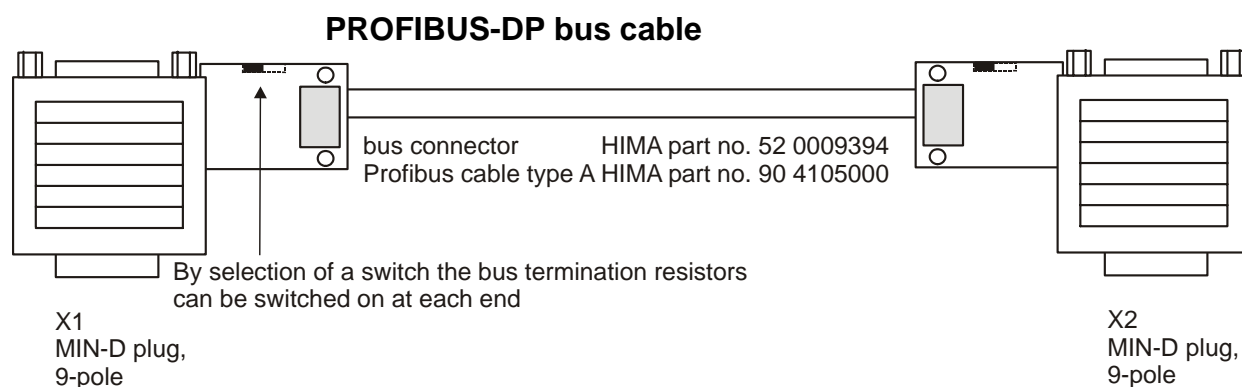 PROFIBUS-DP bus cable
bus connector HIMA part no. 52 0009394
Profibus cable type A HIMA part no. 90 4105000
By selection of a switch the bus termination resistors
can be switched on at each end
X1
MIN-D plug,
9-pole
X2
MIN-D plug,
9-pole